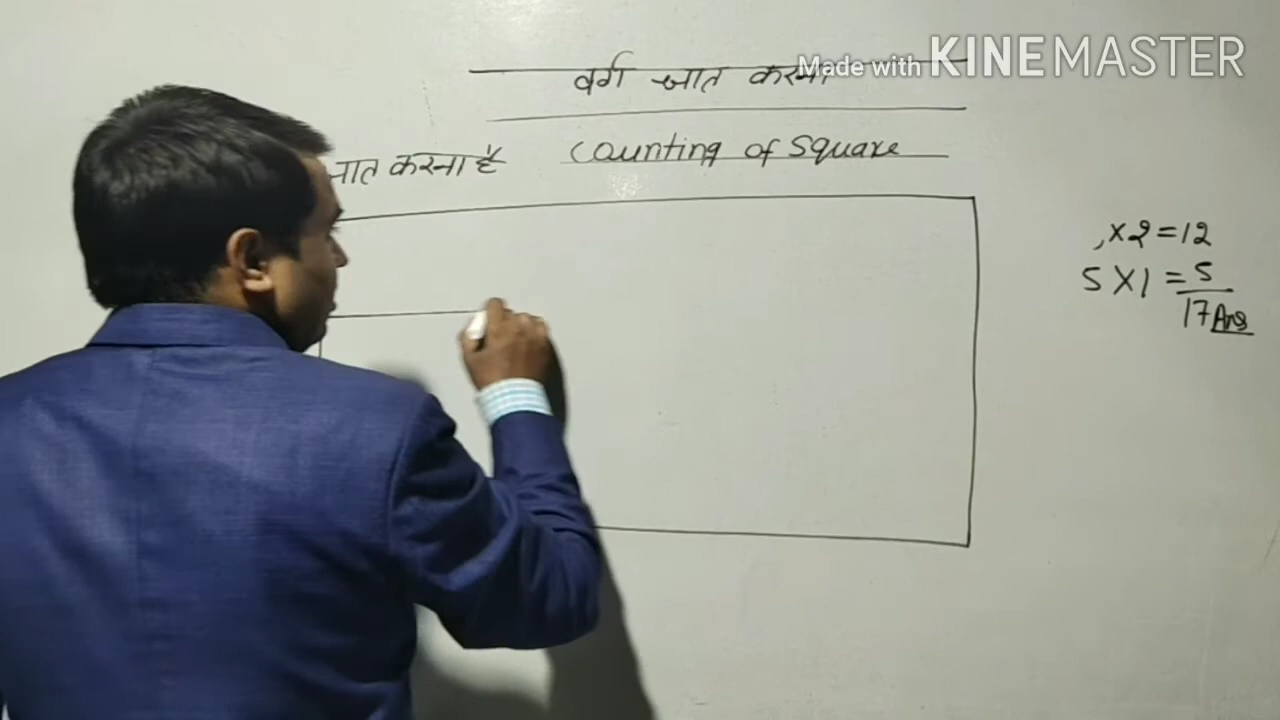 वर्ग ज्ञात करना
Made with KINEMASTER
ज्ञात करना है
Counting of Square
x2=12
5x1=5
17 Ans